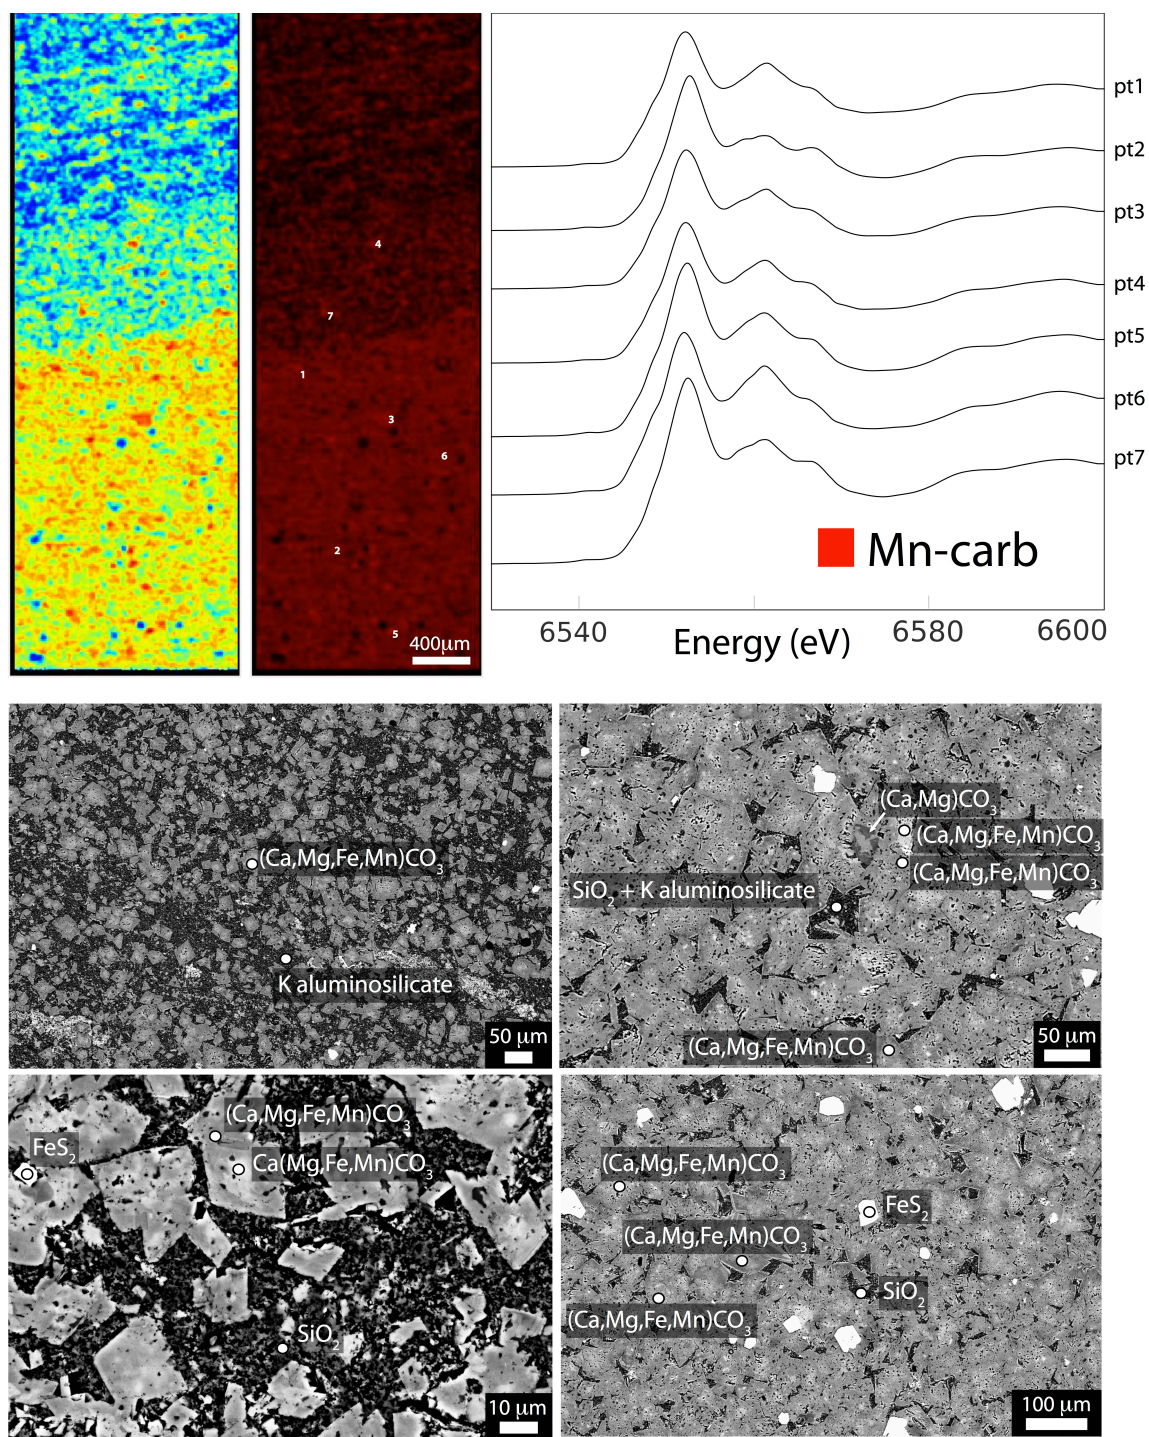 pt1
pt2
pt3
pt4
pt5
pt6
pt7
4
7
1
3
6
2
5
400μm
Mn-carb
6540
6580
6600
Energy (eV)
(Ca,Mg,Fe,Mn)CO3
K aluminosilicate
50 μm
(Ca,Mg)CO3
(Ca,Mg,Fe,Mn)CO3
(Ca,Mg,Fe,Mn)CO3
SiO2 + K aluminosilicate
(Ca,Mg,Fe,Mn)CO3
50 μm
(Ca,Mg,Fe,Mn)CO3
FeS2
Ca(Mg,Fe,Mn)CO3
SiO2
10 μm
(Ca,Mg,Fe,Mn)CO3
FeS2
(Ca,Mg,Fe,Mn)CO3
SiO2
(Ca,Mg,Fe,Mn)CO3
100 μm